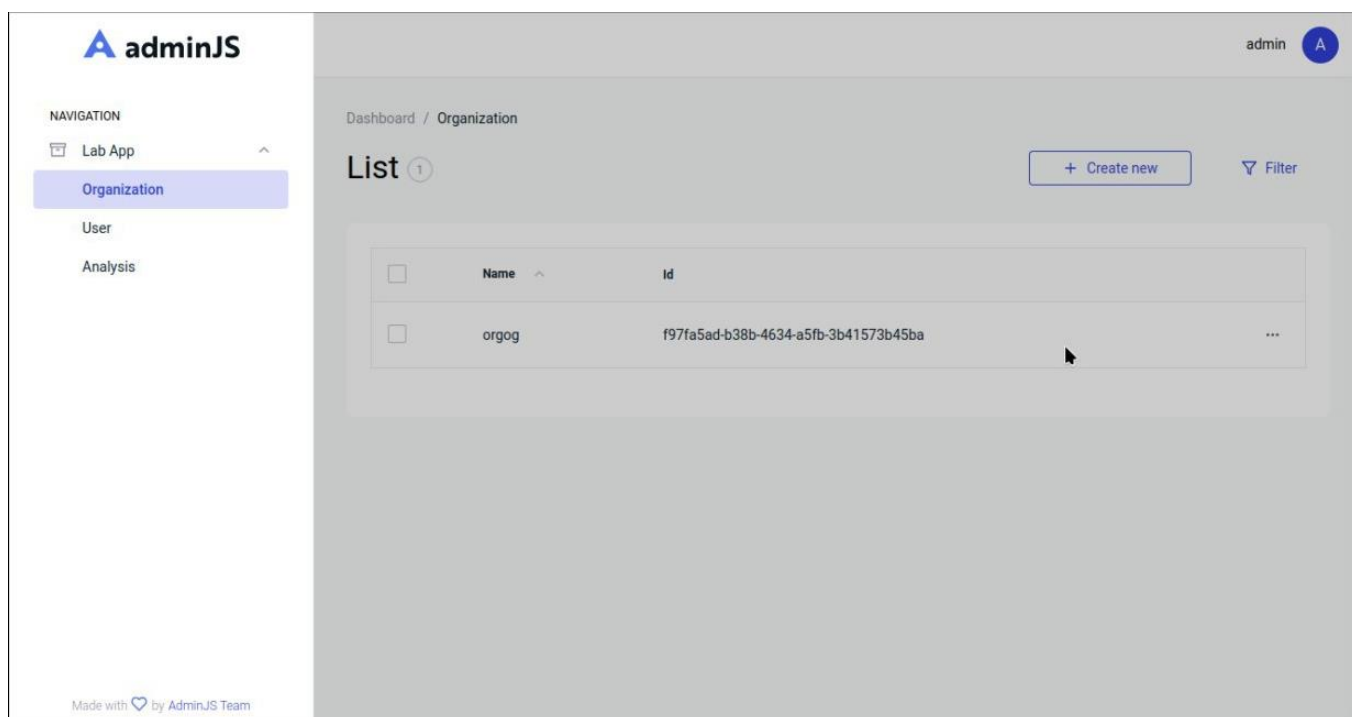 adminJS
admin A
NAVIGATION
Lab App
Organization
User
Analysis
Dashboard / Organization
List 1
+ Create new
Filter
Name Id
orgog f97fa5ad-b38b-4634-a5fb-3b41573b45ba ...
Made with by AdminJS Team